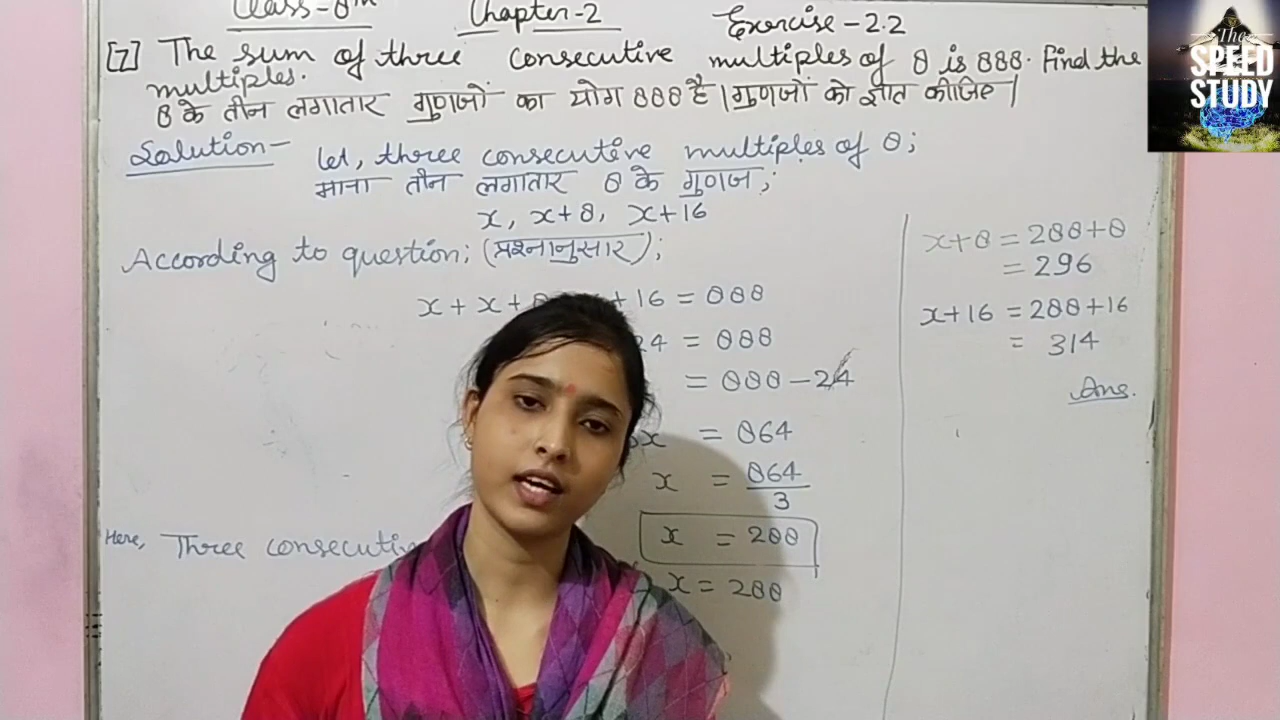 Class-8th Chapter-2 Exercise-2.2
[7] The sum of three consecutive multiples of 8 is 888. Find the
multiples.
8 के तीन लगातार गुणजों का योग 888 है। गुणजों को ज्ञात कीजिए।
Solution- Let, three consecutive multiples of 8;
माना तीन लगातार 8 के गुणज;
x, x+8, x+16
According to question; (प्रश्नानुसार);
x + x + 8 + 16 = 888
24 = 888
= 888 - 24
3x = 864
x = 864
3
x = 288
Here, Three consecutive
x = 288
x+8 = 288+8
= 296
x+16 = 288+16
= 314
Ans.
The
SPEED
STUDY